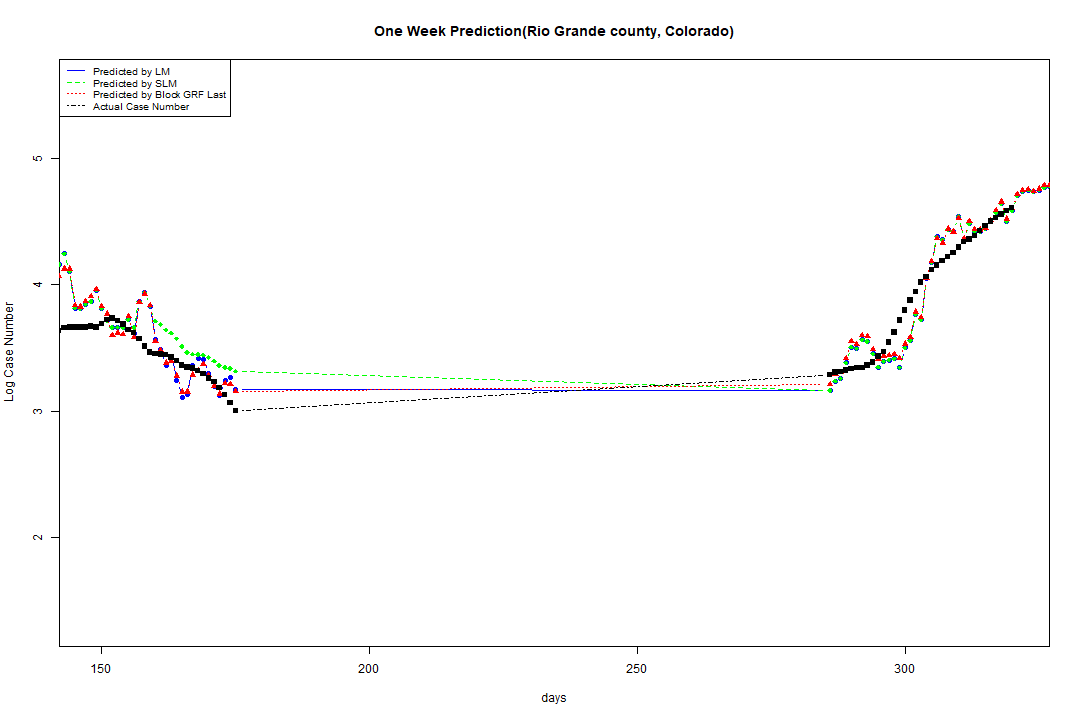 One Week Prediction(Rio Grande county, Colorado)
Predicted by LM
Predicted by SLM
Predicted by Block GRF Last
Actual Case Number
5
4
3
2
Log Case Number
150
200
250
300
days